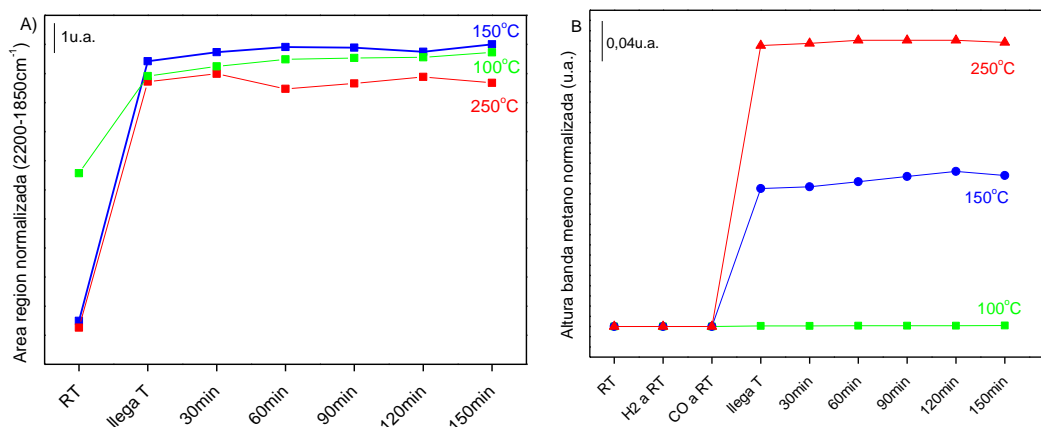 A)
1u.a.
150°C
100°C
250°C
Area region normalizada (2200-1850cm⁻¹)
RT
llega T
30min
60min
90min
120min
150min
B
0,04u.a.
250°C
150°C
100°C
Altura banda metano normalizada (u.a.)
RT
H2 a RT
CO a RT
llega T
30min
60min
90min
120min
150min